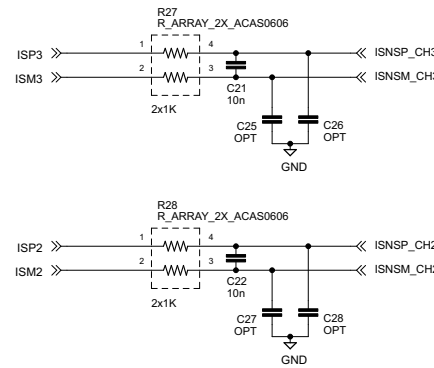 R27
R_ARRAY_2X_ACAS0606
ISP3 1 4 ISNSP_CH3
ISM3 2 3 ISNSM_CH3
2x1K
C21
10n
C25 C26
OPT OPT
GND
R28
R_ARRAY_2X_ACAS0606
ISP2 1 4 ISNSP_CH2
ISM2 2 3 ISNSM_CH2
2x1K
C22
10n
C27 C28
OPT OPT
GND